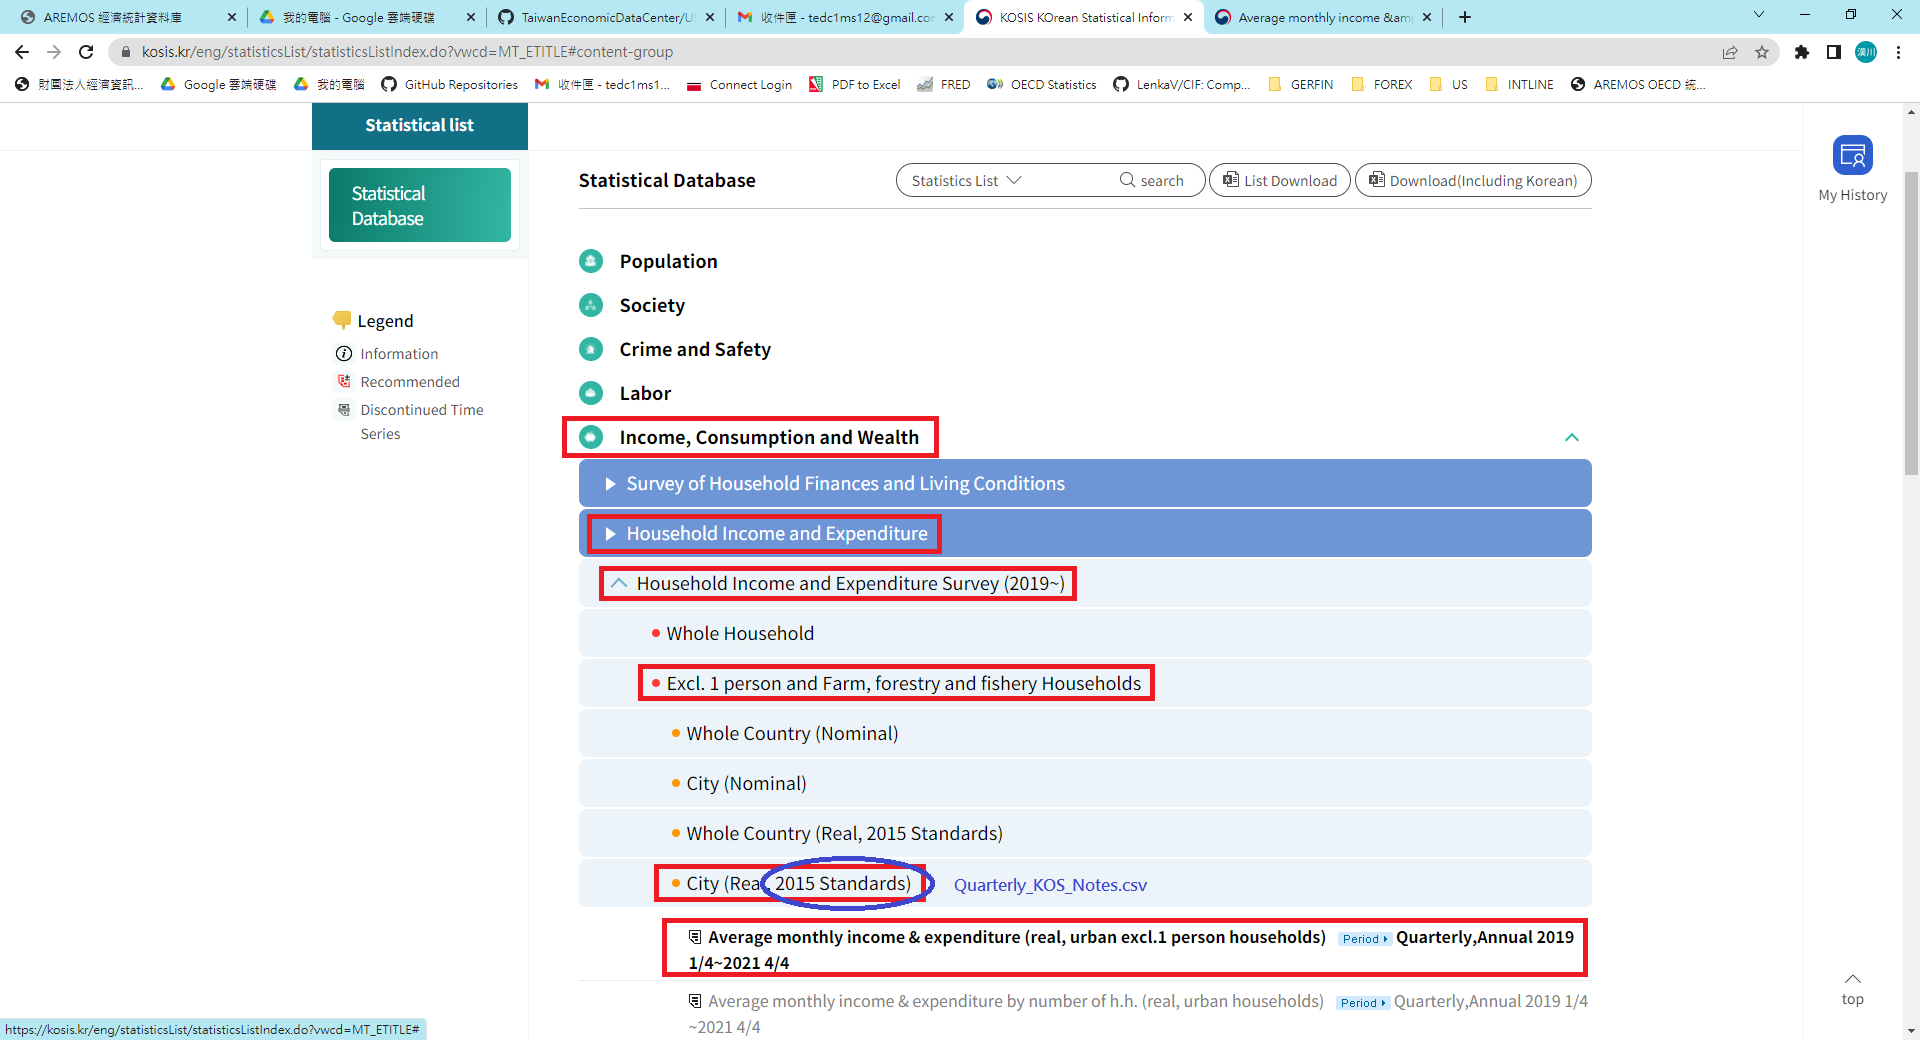 AREMOS 經濟統計資料庫
我的電腦 - Google 雲端硬碟
TaiwanEconomicDataCenter/US
收件匣 - tedc1ms12@gmail.co
KOSIS KOrean Statistical Inform
Average monthly income &amp
kosis.kr/eng/statisticsList/statisticsListIndex.do?vwcd=MT_ETITLE#content-group
漢川
財團法人經濟資訊...
Google 雲端硬碟
我的電腦
GitHub Repositories
收件匣 - tedc1ms1...
Connect Login
PDF to Excel
FRED
OECD Statistics
LenkaV/CIF: Comp...
GERFIN
FOREX
US
INTLINE
AREMOS OECD 統...
Statistical list
Statistical
Database
Legend
Information
Recommended
Discontinued Time
Series
Statistical Database
Statistics List
search
List Download
Download(Including Korean)
My History
Population
Society
Crime and Safety
Labor
Income, Consumption and Wealth
Survey of Household Finances and Living Conditions
Household Income and Expenditure
Household Income and Expenditure Survey (2019~)
Whole Household
Excl. 1 person and Farm, forestry and fishery Households
Whole Country (Nominal)
City (Nominal)
Whole Country (Real, 2015 Standards)
City (Real, 2015 Standards)
Quarterly_KOS_Notes.csv
Average monthly income & expenditure (real, urban excl.1 person households) Period Quarterly,Annual 2019
1/4~2021 4/4
Average monthly income & expenditure by number of h.h. (real, urban households) Period Quarterly,Annual 2019 1/4
~2021 4/4
top
https://kosis.kr/eng/statisticsList/statisticsListIndex.do?vwcd=MT_ETITLE#